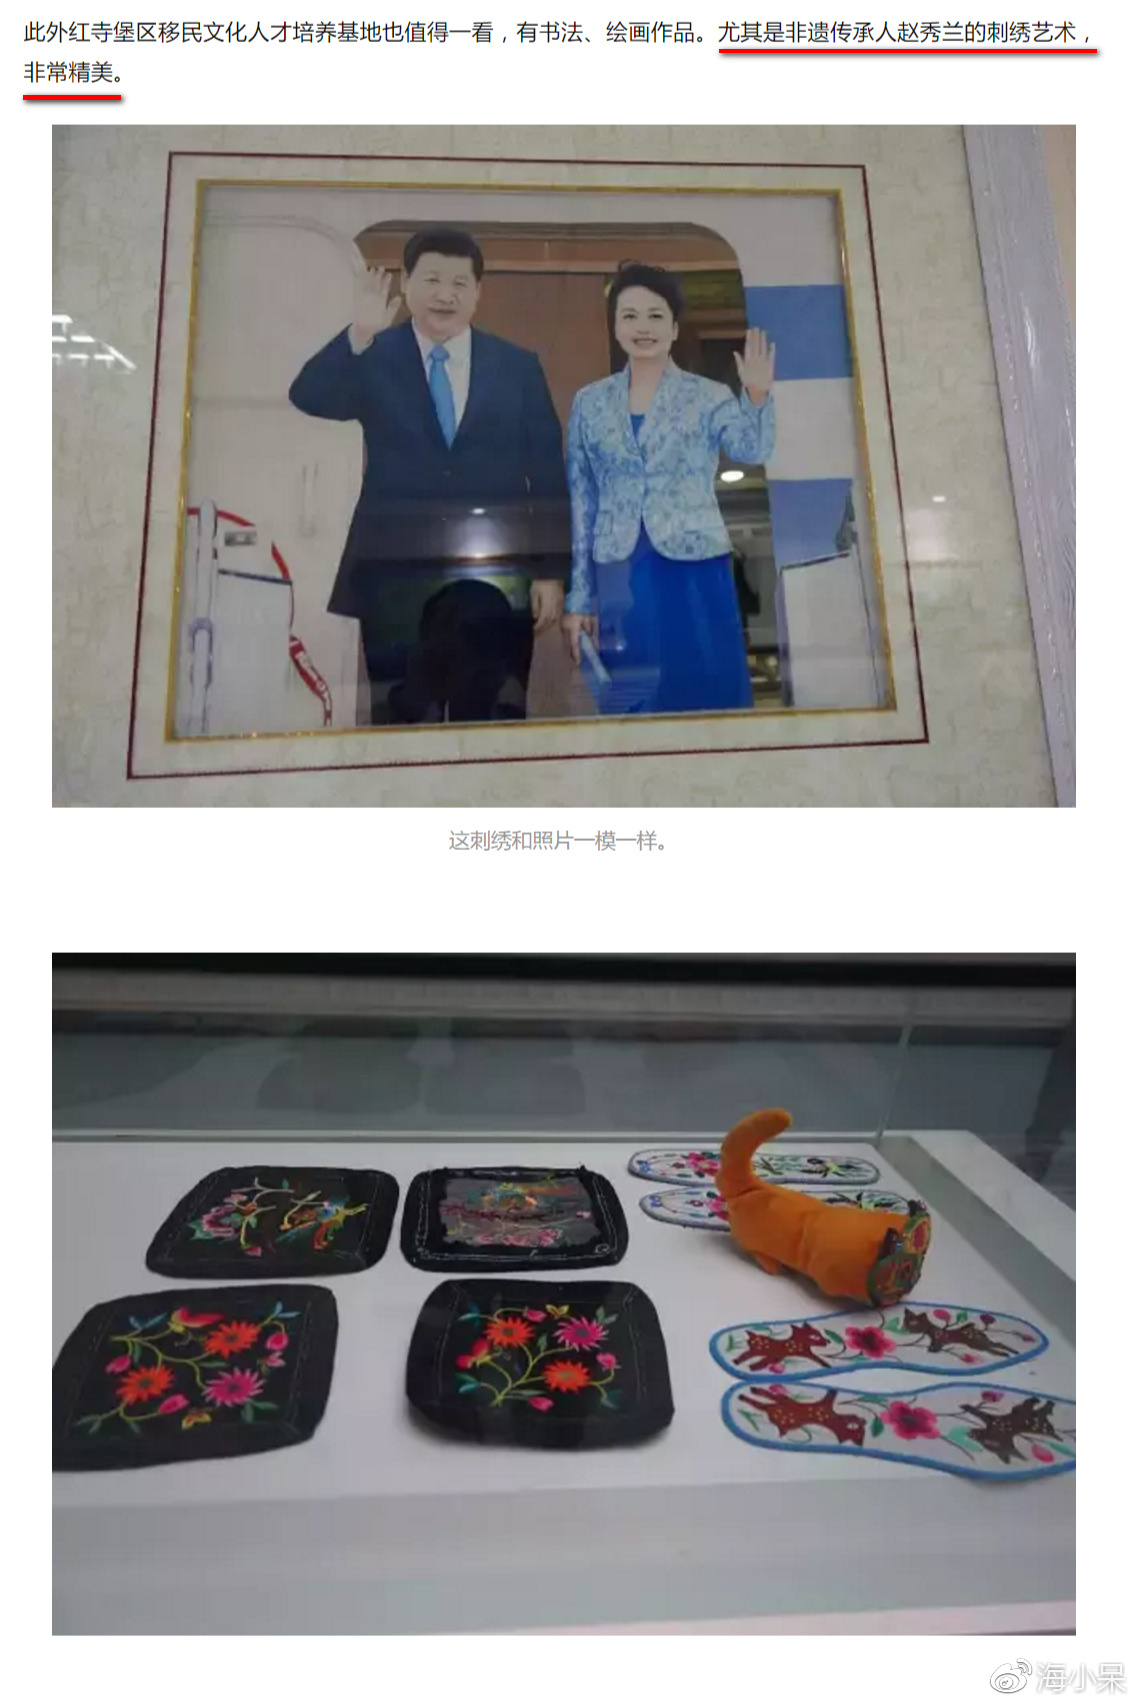 此外红寺堡区移民文化人才培养基地也值得一看，有书法、绘画作品。尤其是非遗传承人赵秀兰的刺绣艺术，
非常精美。
这刺绣和照片一模一样。
海小呆